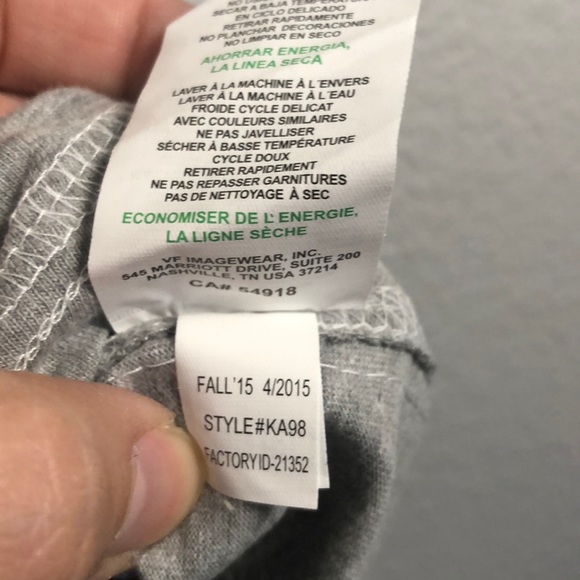 SECAR A BAJA TEMPERATURA
EN CICLO DELICADO
RETIRAR RAPIDAMENTE
NO PLANCHAR DECORACIONES
NO LIMPIAR EN SECO
AHORRAR ENERGIA,
LA LINEA SECA
LAVER À LA MACHINE À L´ENVERS
LAVER À LA MACHINE À L´EAU
FROIDE CYCLE DELICAT
AVEC COULEURS SIMILAIRES
NE PAS JAVELLISER
SÉCHER À BASSE TEMPÉRATURE
CYCLE DOUX
RETIRER RAPIDEMENT
NE PAS REPASSER GARNITURES
PAS DE NETTOYAGE À SEC
ECONOMISER DE L´ENERGIE,
LA LIGNE SÈCHE
VF IMAGEWEAR, INC.
545 MARRIOTT DRIVE, SUITE 200
NASHVILLE, TN USA 37214
CA# 54918
FALL'15 4/2015
STYLE#KA98
FACTORYID-21352